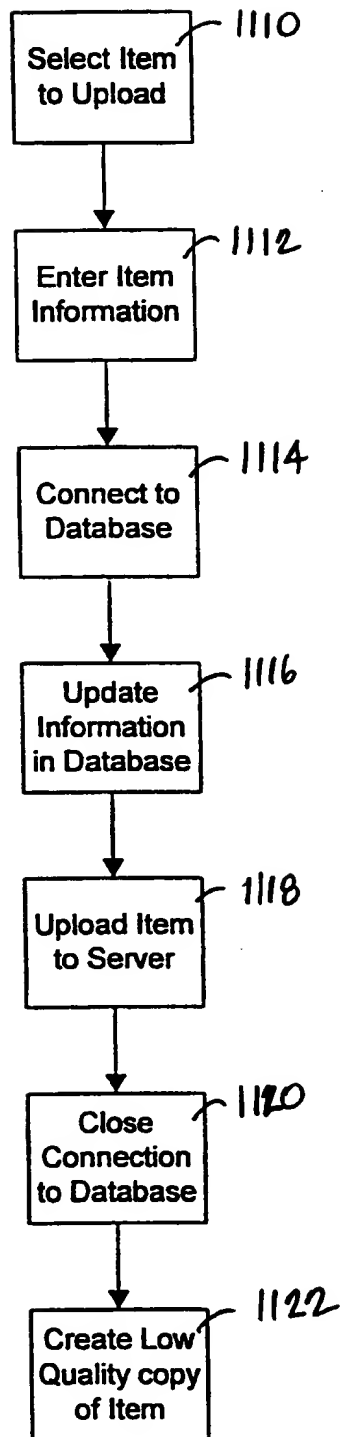 1110
Select Item
to Upload
1112
Enter Item
Information
1114
Connect to
Database
1116
Update
Information
in Database
1118
Upload Item
to Server
1120
Close
Connection
to Database
1122
Create Low
Quality copy
of Item